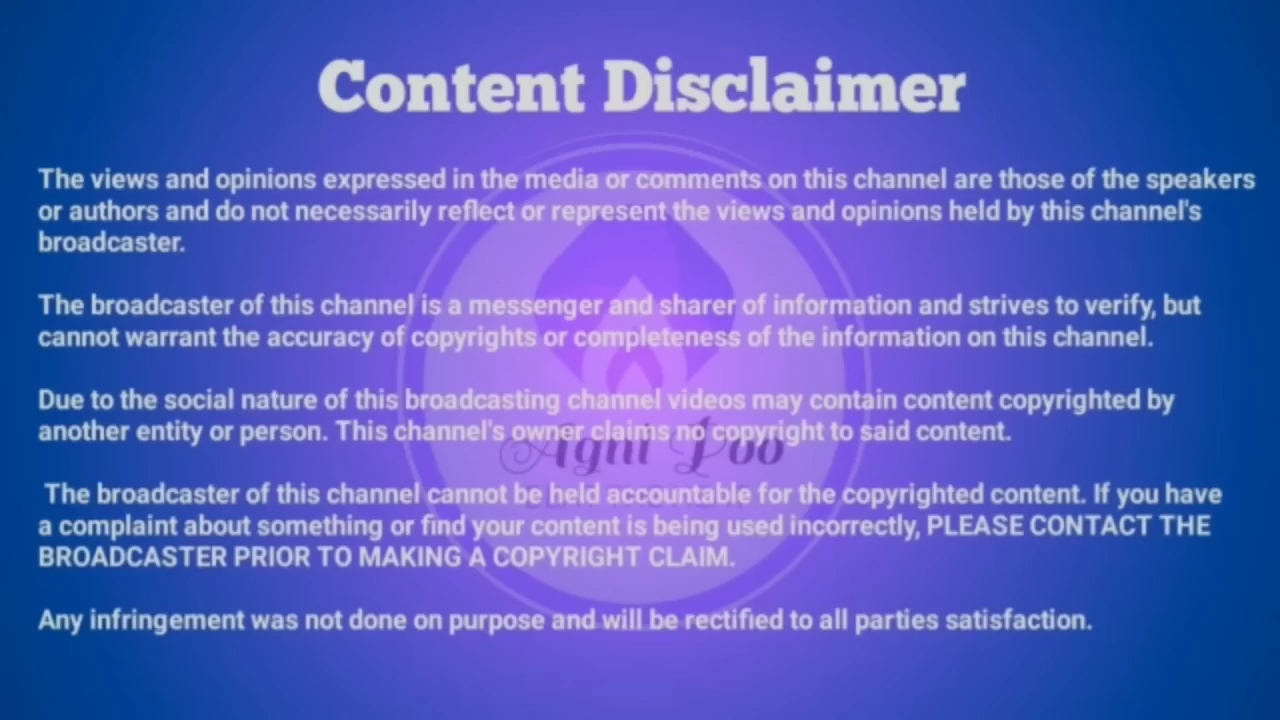 Content Disclaimer
The views and opinions expressed in the media or comments on this channel are those of the speakers
or authors and do not necessarily reflect or represent the views and opinions held by this channel's
broadcaster.
The broadcaster of this channel is a messenger and sharer of information and strives to verify, but
cannot warrant the accuracy of copyrights or completeness of the information on this channel.
Due to the social nature of this broadcasting channel videos may contain content copyrighted by
another entity or person. This channel's owner claims no copyright to said content.
Agni Poo
The broadcaster of this channel cannot be held accountable for the copyrighted content. If you have
a complaint about something or find your content is being used incorrectly, PLEASE CONTACT THE
BROADCASTER PRIOR TO MAKING A COPYRIGHT CLAIM.
Any infringement was not done on purpose and will be rectified to all parties satisfaction.